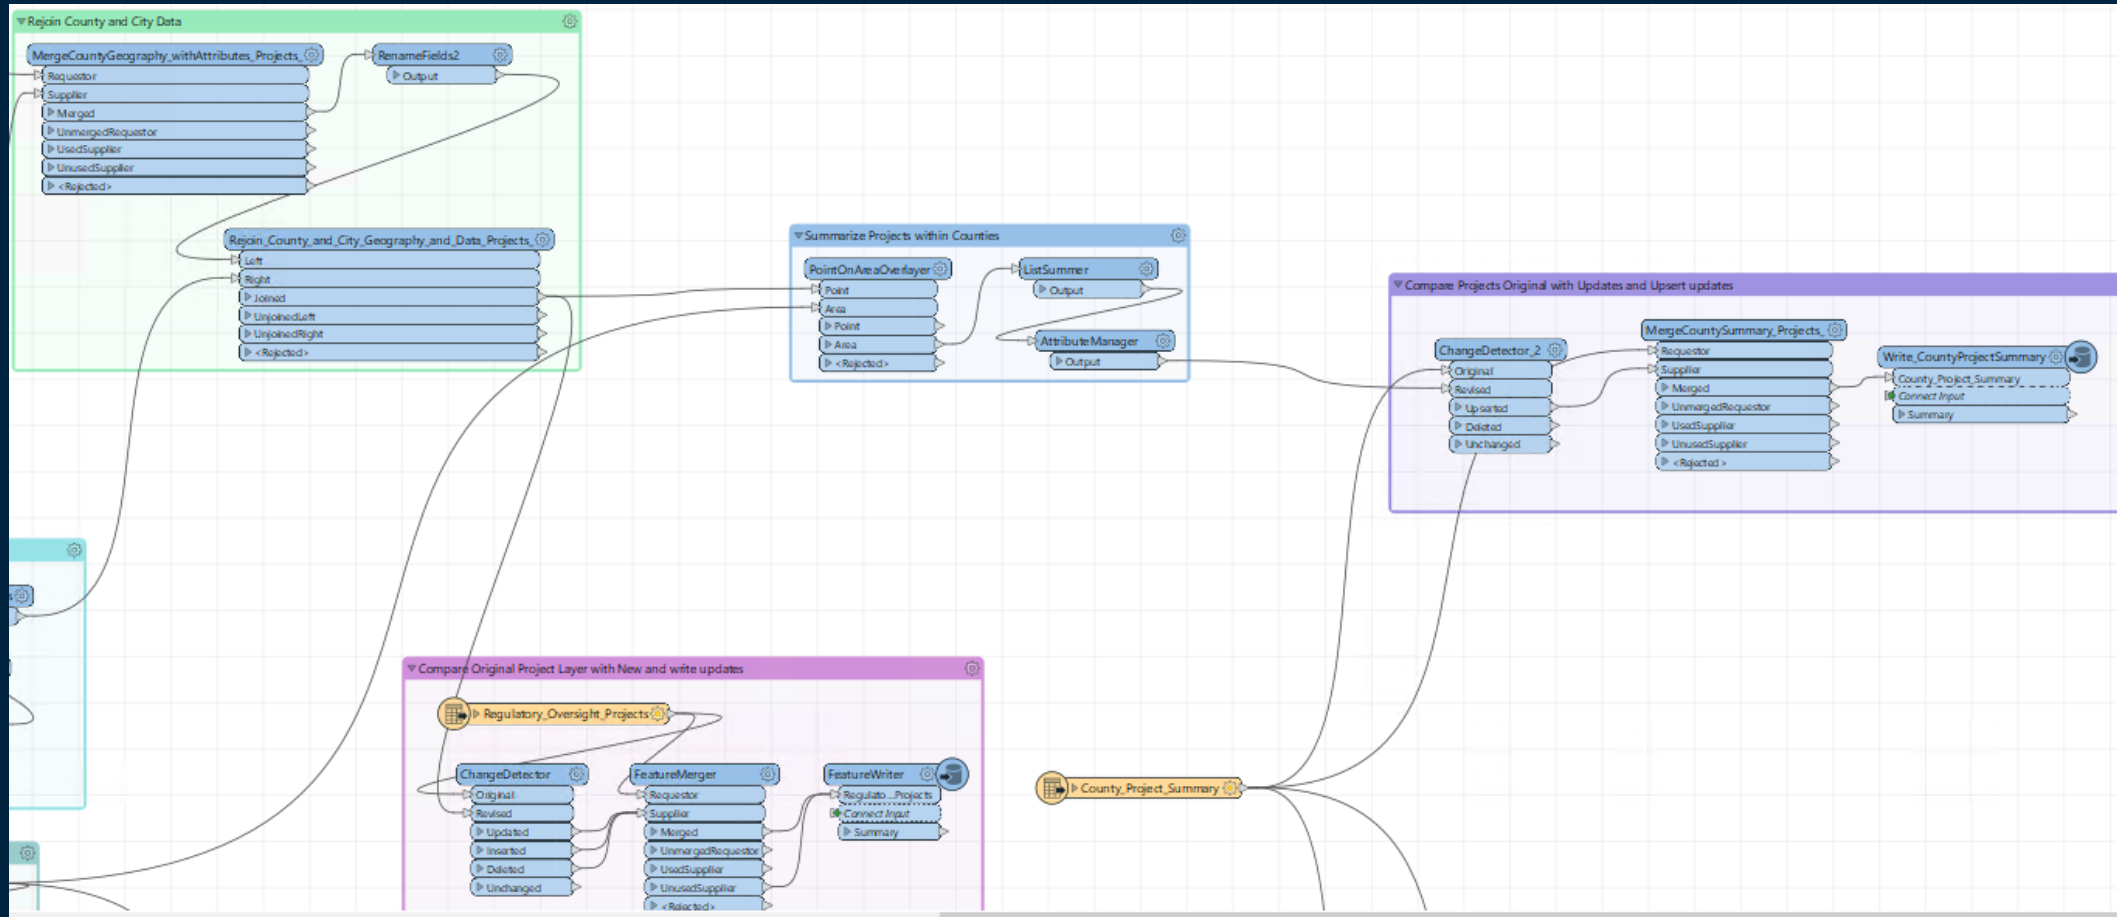 Rejoin County and City Data
MergeCountyGeography_withAttributes_Projects_
Requestor
Supplier
Merged
UnmergedRequestor
UsedSupplier
UnusedSupplier
<Rejected>
RenameFields2
Output
Rejoin_County_and_City_Geography_and_Data_Projects_
Left
Right
Joined
UnjoinedLeft
UnjoinedRight
<Rejected>
Summarize Projects within Counties
PointOnAreaOverlayer
Point
Area
Point
Area
<Rejected>
ListSummer
Output
AttributeManager
Output
Compare Projects Original with Updates and Upsert updates
ChangeDetector_2
Original
Revised
Upserted
Deleted
Unchanged
MergeCountySummary_Projects_
Requestor
Supplier
Merged
UnmergedRequestor
UsedSupplier
UnusedSupplier
<Rejected>
Write_CountyProjectSummary
County_Project_Summary
Connect Input
Summary
Compare Original Project Layer with New and write updates
Regulatory_Oversight_Projects
ChangeDetector
Original
Revised
Updated
Inserted
Deleted
Unchanged
FeatureMerger
Requestor
Supplier
Merged
UnmergedRequestor
UsedSupplier
UnusedSupplier
<Rejected>
FeatureWriter
Regulato...Projects
Connect Input
Summary
County_Project_Summary